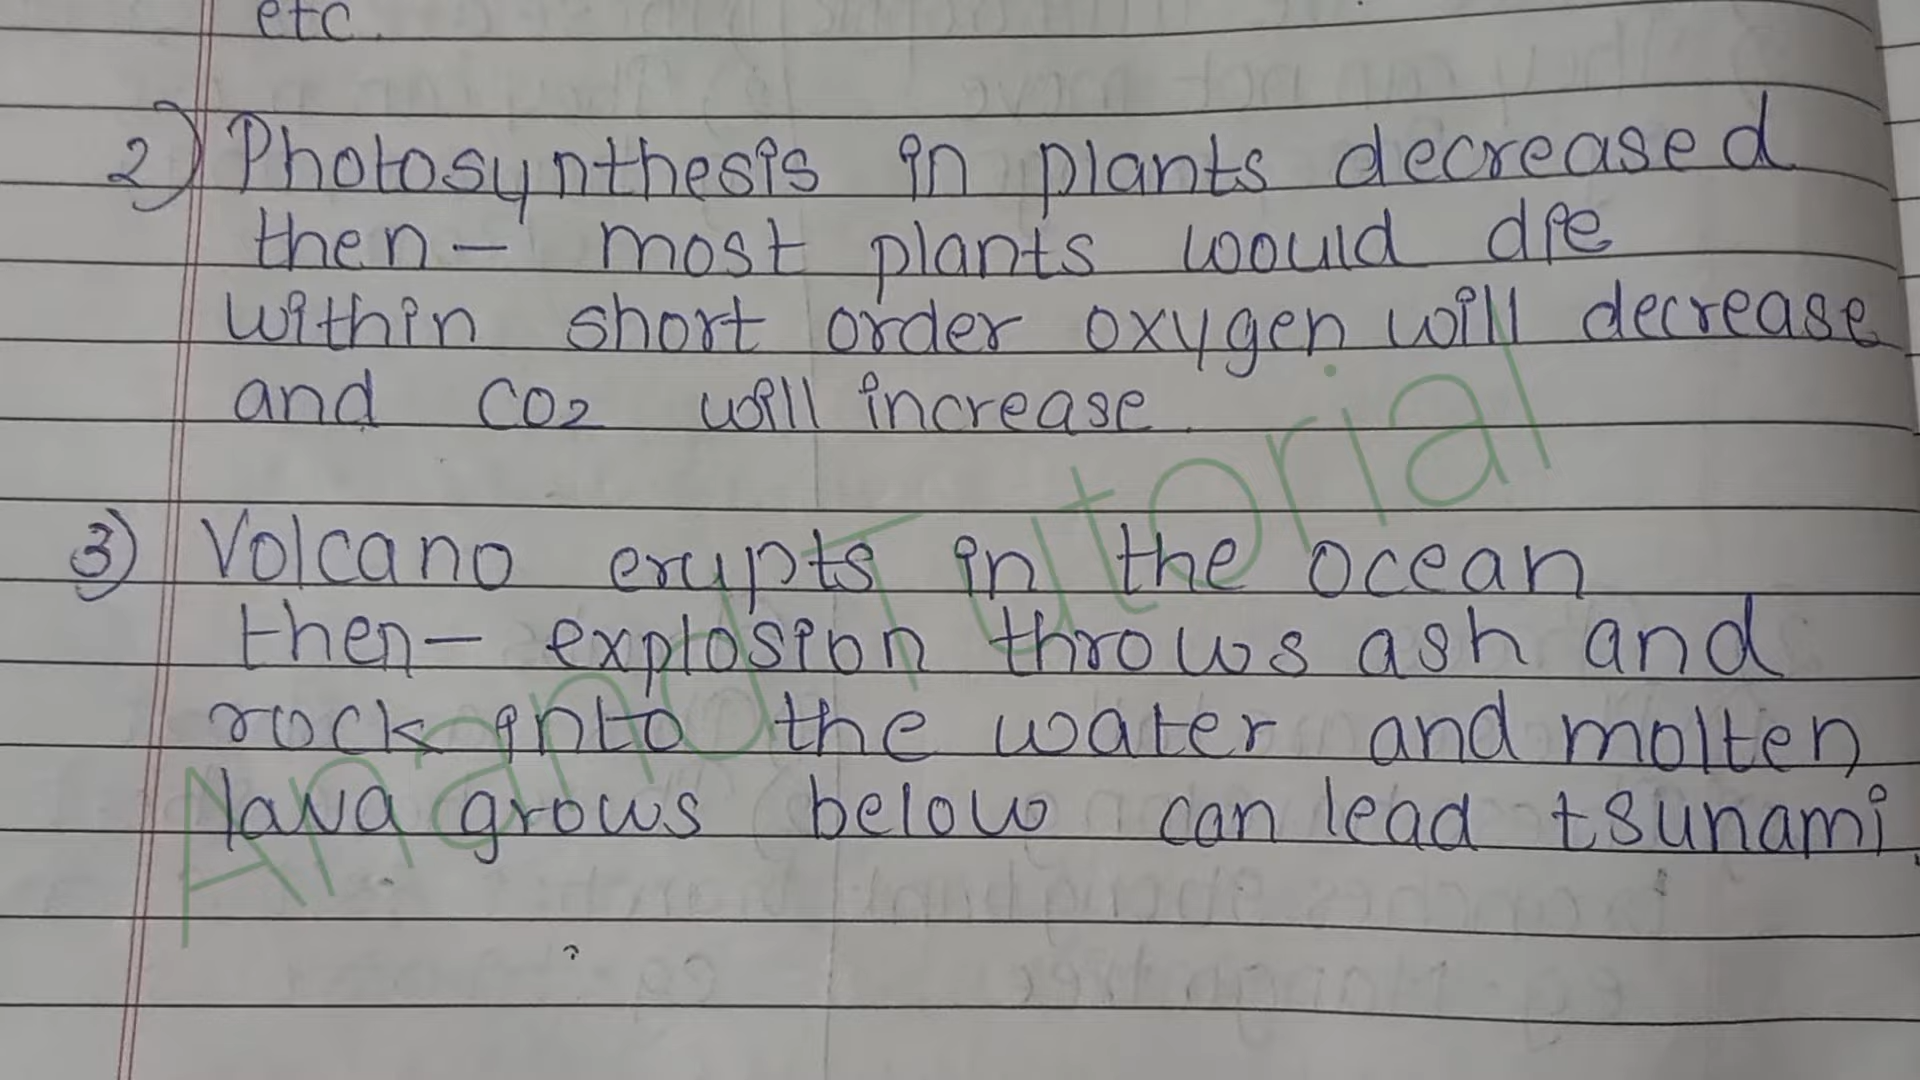 etc.
2) Photosynthesis in plants decreased
then - most plants would die
within short order oxygen will decrease
and CO2 will increase.
3) Volcano erupts in the ocean
then - explosion throws ash and
rock into the water and molten
lava grows below can lead tsunami.
Anand Tutorial